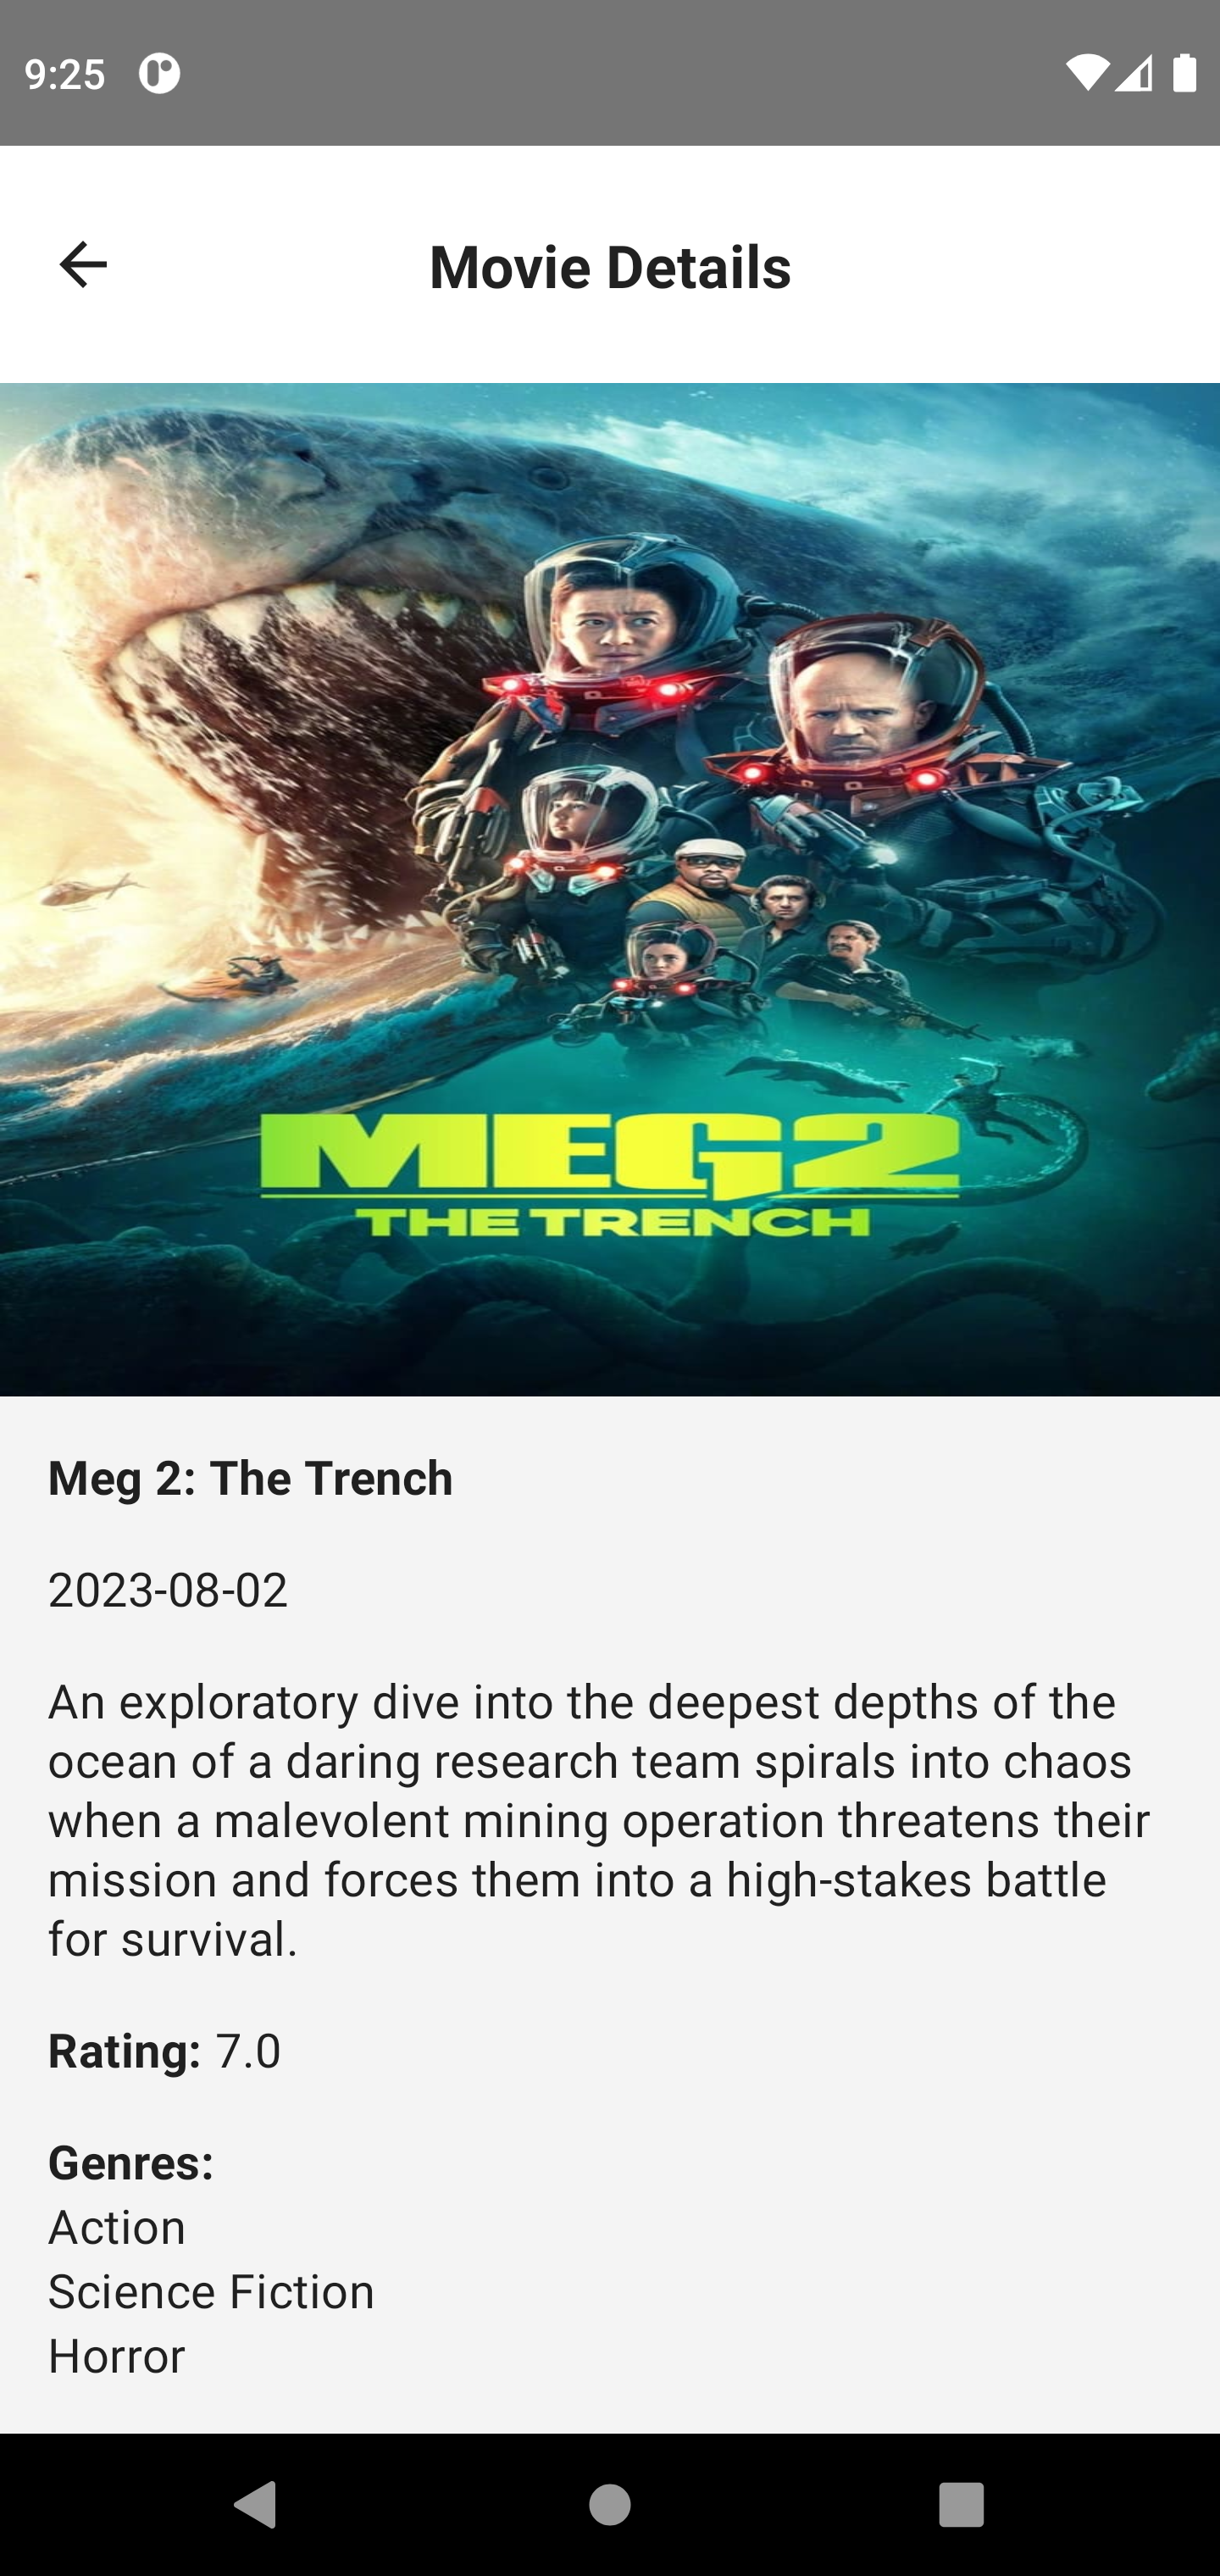 9:25
Movie Details
MEG2
THE TRENCH
Meg 2: The Trench
2023-08-02
An exploratory dive into the deepest depths of the
ocean of a daring research team spirals into chaos
when a malevolent mining operation threatens their
mission and forces them into a high-stakes battle
for survival.
Rating: 7.0
Genres:
Action
Science Fiction
Horror